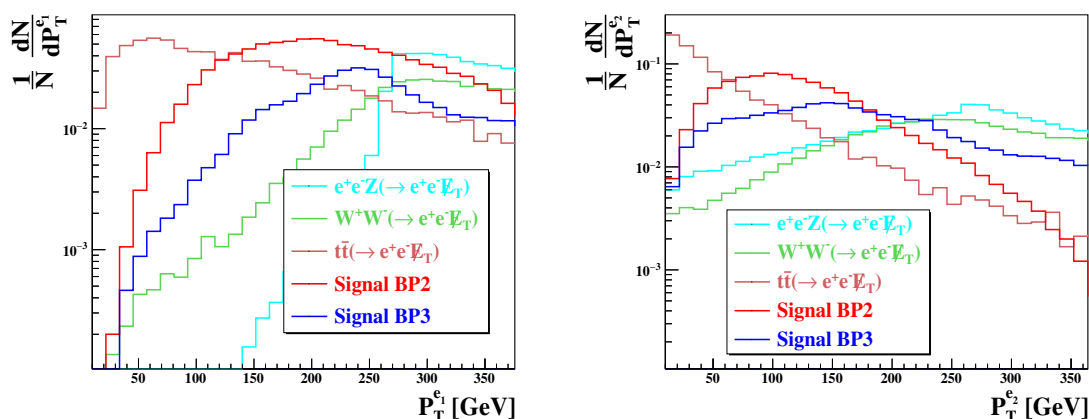 1/N dN/dP_T^{e_1}
10^{-2}
10^{-3}
e⁺e⁻Z(→ e⁺e⁻E̸_T)
W⁺W⁻(→ e⁺e⁻E̸_T)
tt̄(→ e⁺e⁻E̸_T)
Signal BP2
Signal BP3
50 100 150 200 250 300 350
P_T^{e_1} [GeV]
1/N dN/dP_T^{e_2}
10^{-1}
10^{-2}
10^{-3}
e⁺e⁻Z(→ e⁺e⁻E̸_T)
W⁺W⁻(→ e⁺e⁻E̸_T)
tt̄(→ e⁺e⁻E̸_T)
Signal BP2
Signal BP3
50 100 150 200 250 300 350
P_T^{e_2} [GeV]